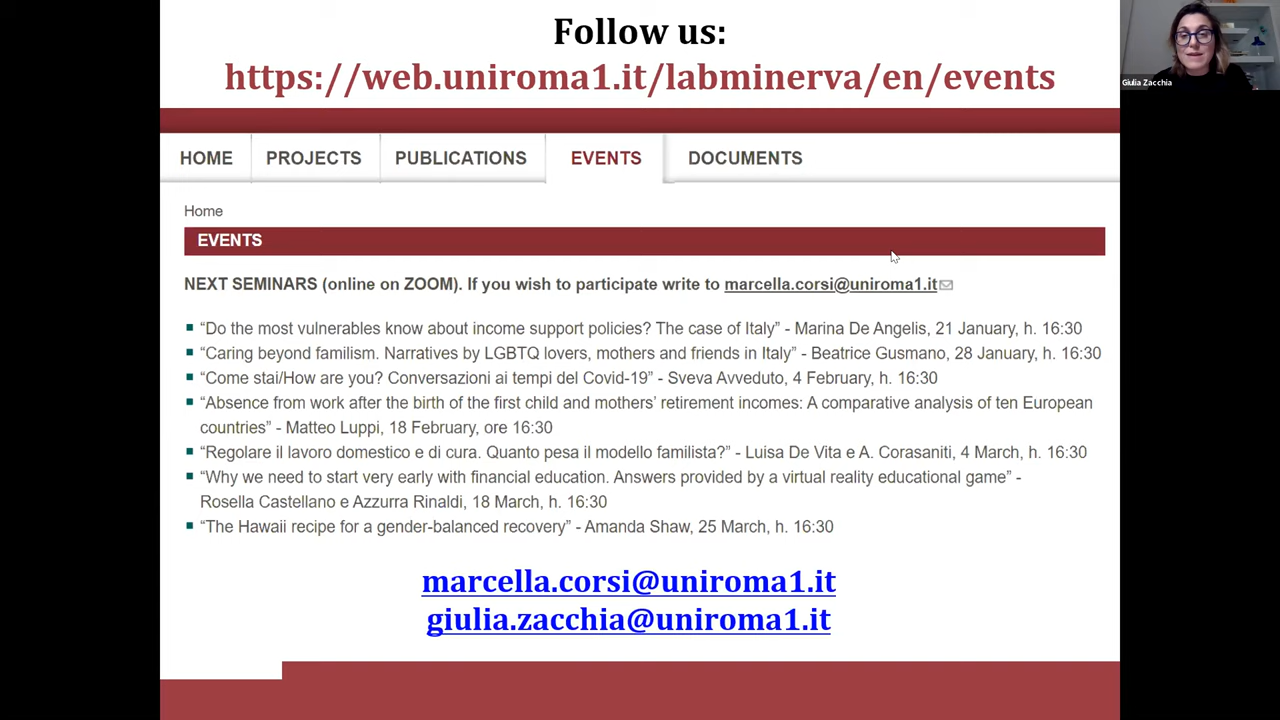 Follow us:
https://web.uniroma1.it/labminerva/en/events
Giulia Zacchia
HOME PROJECTS PUBLICATIONS EVENTS DOCUMENTS
Home
EVENTS
NEXT SEMINARS (online on ZOOM). If you wish to participate write to marcella.corsi@uniroma1.it
“Do the most vulnerables know about income support policies? The case of Italy” - Marina De Angelis, 21 January, h. 16:30
“Caring beyond familism. Narratives by LGBTQ lovers, mothers and friends in Italy” - Beatrice Gusmano, 28 January, h. 16:30
“Come stai/How are you? Conversazioni ai tempi del Covid-19” - Sveva Avveduto, 4 February, h. 16:30
“Absence from work after the birth of the first child and mothers’ retirement incomes: A comparative analysis of ten European
countries” - Matteo Luppi, 18 February, ore 16:30
“Regolare il lavoro domestico e di cura. Quanto pesa il modello familista?” - Luisa De Vita e A. Corasaniti, 4 March, h. 16:30
“Why we need to start very early with financial education. Answers provided by a virtual reality educational game” -
Rosella Castellano e Azzurra Rinaldi, 18 March, h. 16:30
“The Hawaii recipe for a gender-balanced recovery” - Amanda Shaw, 25 March, h. 16:30
marcella.corsi@uniroma1.it
giulia.zacchia@uniroma1.it